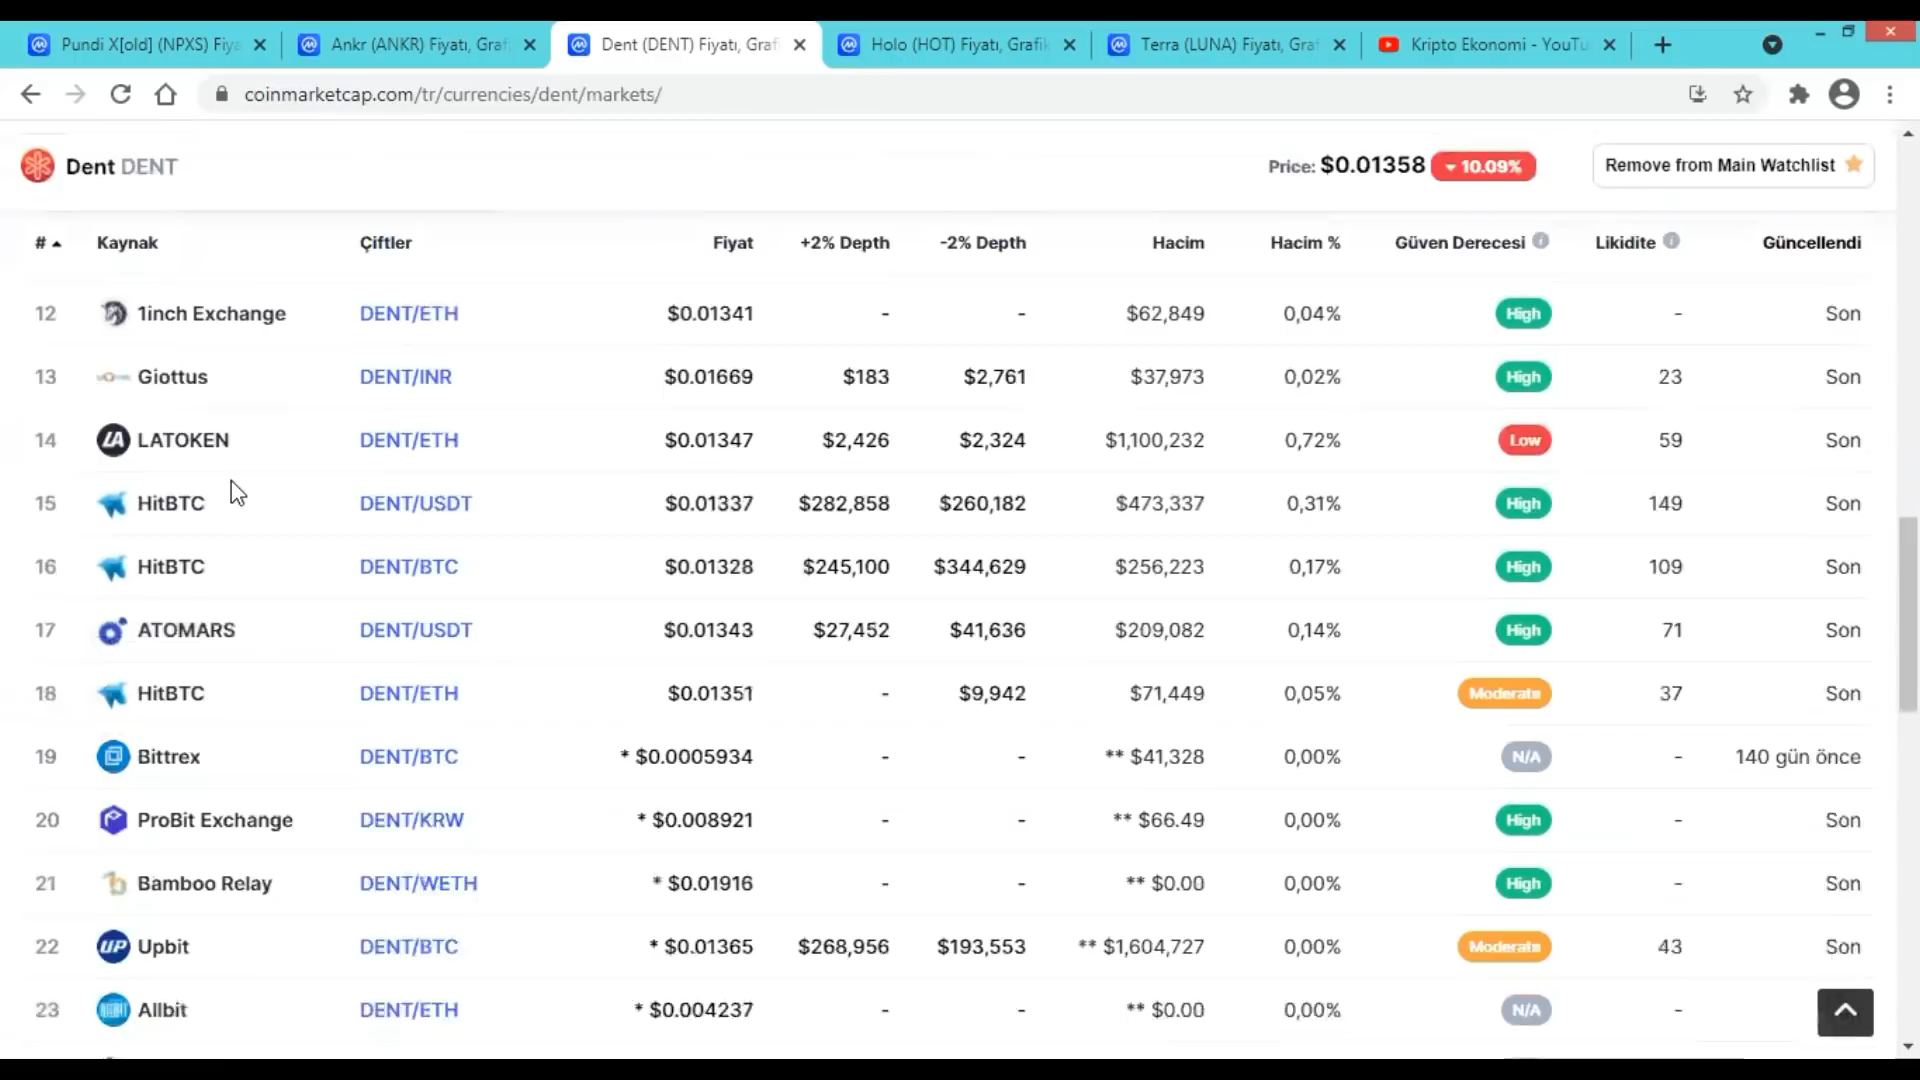 Pundi X[old] (NPXS) Fiya
Ankr (ANKR) Fiyatı, Graf
Dent (DENT) Fiyatı, Graf
Holo (HOT) Fiyatı, Grafik
Terra (LUNA) Fiyatı, Graf
Kripto Ekonomi - YouTu
coinmarketcap.com/tr/currencies/dent/markets/
Dent DENT
Price: $0.01358 10.09%
Remove from Main Watchlist
# Kaynak Çiftler Fiyat +2% Depth -2% Depth Hacim Hacim % Güven Derecesi Likidite Güncellendi
12 1inch Exchange DENT/ETH $0.01341 - - $62,849 0,04% High - Son
13 Giottus DENT/INR $0.01669 $183 $2,761 $37,973 0,02% High 23 Son
14 LA LATOKEN DENT/ETH $0.01347 $2,426 $2,324 $1,100,232 0,72% Low 59 Son
15 HitBTC DENT/USDT $0.01337 $282,858 $260,182 $473,337 0,31% High 149 Son
16 HitBTC DENT/BTC $0.01328 $245,100 $344,629 $256,223 0,17% High 109 Son
17 ATOMARS DENT/USDT $0.01343 $27,452 $41,636 $209,082 0,14% High 71 Son
18 HitBTC DENT/ETH $0.01351 - $9,942 $71,449 0,05% Moderate 37 Son
19 Bittrex DENT/BTC * $0.0005934 - - ** $41,328 0,00% N/A - 140 gün önce
20 ProBit Exchange DENT/KRW * $0.008921 - - ** $66.49 0,00% High - Son
21 Bamboo Relay DENT/WETH * $0.01916 - - ** $0.00 0,00% High - Son
22 UP Upbit DENT/BTC * $0.01365 $268,956 $193,553 ** $1,604,727 0,00% Moderate 43 Son
23 Allbit DENT/ETH * $0.004237 - - ** $0.00 0,00% N/A -